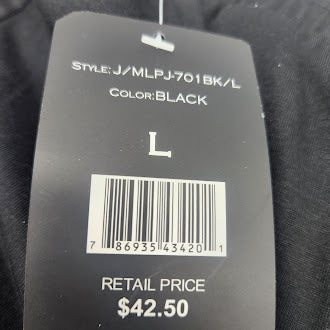 STYLE: J/MLPJ-701BK/L
COLOR: BLACK
L
7 86935 43420 1
RETAIL PRICE
$42.50